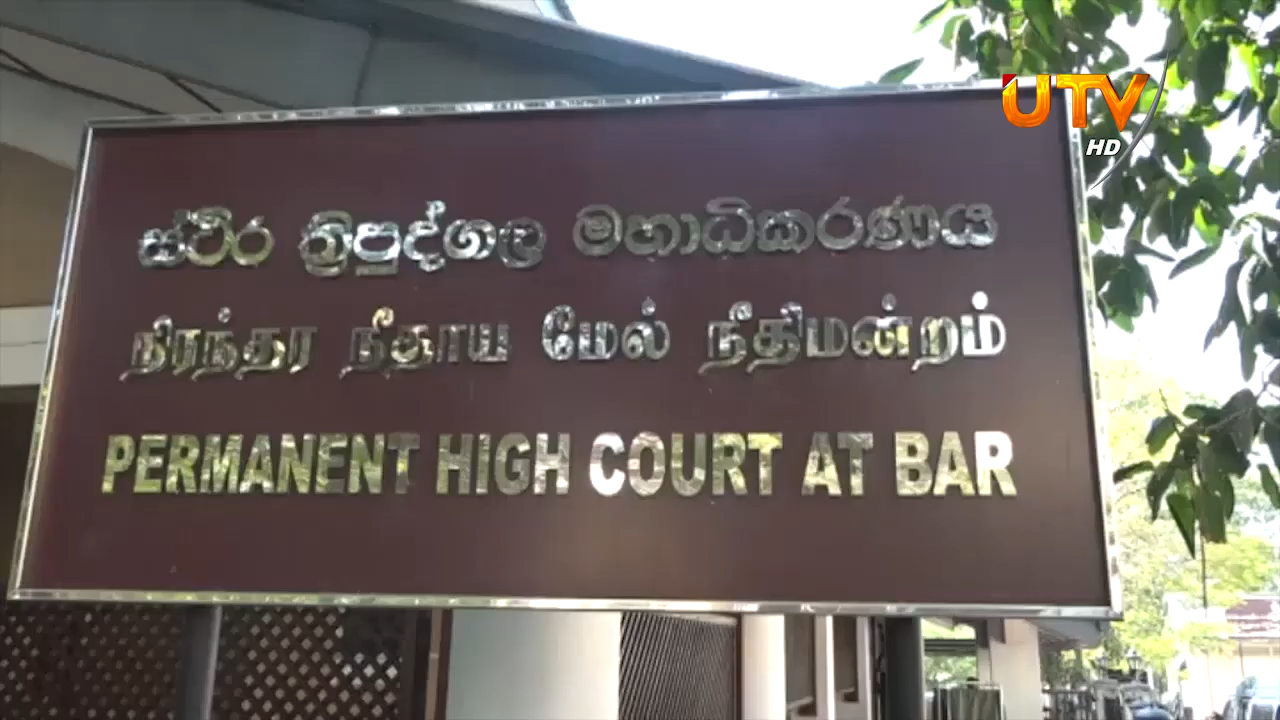 UTV
HD
ස්ථිර ත්‍රිපුද්ගල මහාධිකරණය
நிரந்தர நீதாய மேல் நீதிமன்றம்
PERMANENT HIGH COURT AT BAR